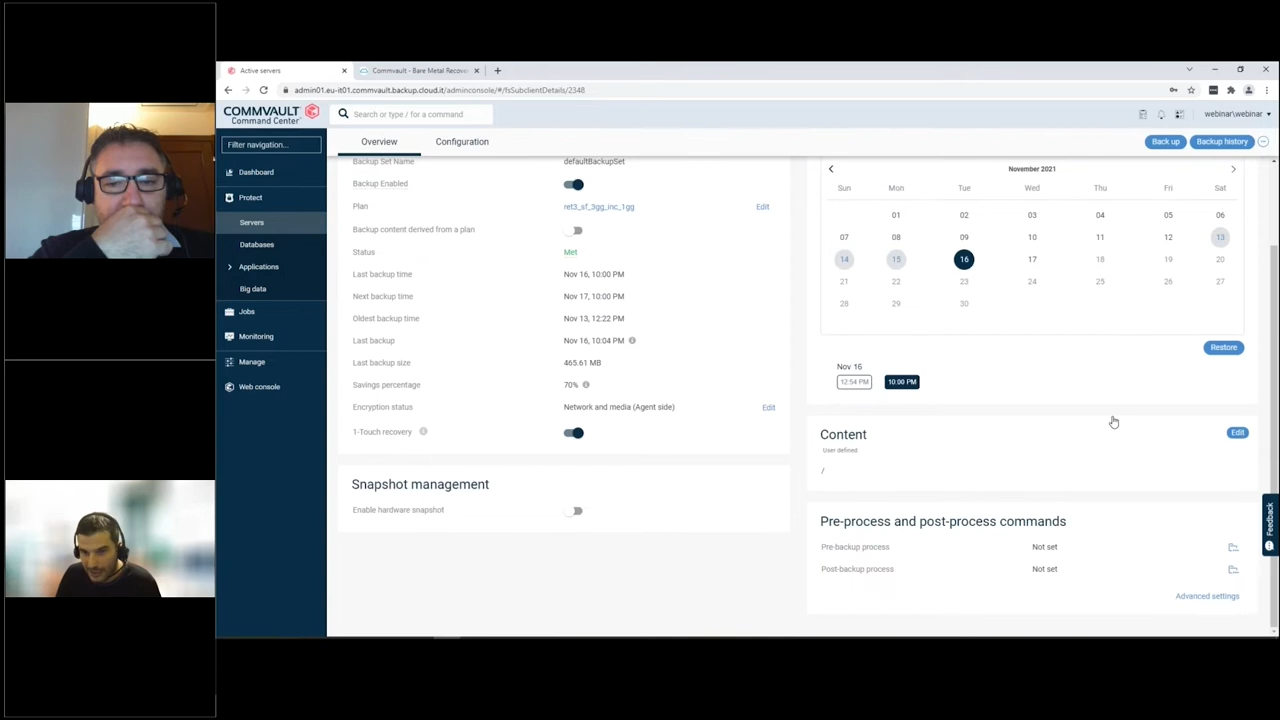 Active servers
Commvault - Bare Metal Recove
admin01.eu-it01.commvault.backup.cloud.it/adminconsole/#/fsSubclientDetails/2348
COMMVAULT
Command Center™
Search or type / for a command
webinar\webinar
Filter navigation...
Overview
Configuration
Back up
Backup history
Dashboard
Protect
Servers
Databases
Applications
Big data
Jobs
Monitoring
Manage
Web console
Backup Set Name defaultBackupSet
Backup Enabled
Plan ret3_sf_3gg_inc_1gg Edit
Backup content derived from a plan
Status Met
Last backup time Nov 16, 10:00 PM
Next backup time Nov 17, 10:00 PM
Oldest backup time Nov 13, 12:22 PM
Last backup Nov 16, 10:04 PM
Last backup size 465.61 MB
Savings percentage 70%
Encryption status Network and media (Agent side) Edit
1-Touch recovery
Snapshot management
Enable hardware snapshot
November 2021
Sun Mon Tue Wed Thu Fri Sat
01 02 03 04 05 06
07 08 09 10 11 12 13
14 15 16 17 18 19 20
21 22 23 24 25 26 27
28 29 30
Restore
Nov 16
12:54 PM 10:00 PM
Content Edit
User defined
/
Pre-process and post-process commands
Pre-backup process Not set
Post-backup process Not set
Advanced settings
Feedback